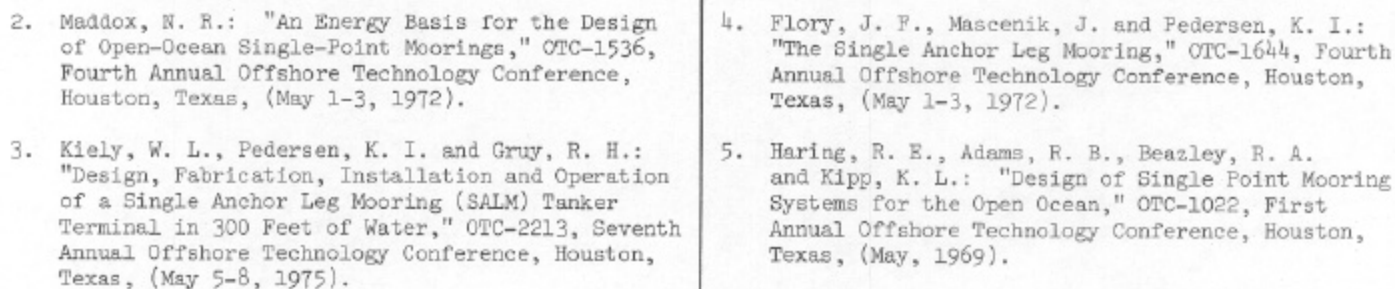 2. Maddox, N. R.: "An Energy Basis for the Design
of Open-Ocean Single-Point Moorings," OTC-1536,
Fourth Annual Offshore Technology Conference,
Houston, Texas, (May 1-3, 1972).
3. Kiely, W. L., Pedersen, K. I. and Gruy, R. H.:
"Design, Fabrication, Installation and Operation
of a Single Anchor Leg Mooring (SALM) Tanker
Terminal in 300 Feet of Water," OTC-2213, Seventh
Annual Offshore Technology Conference, Houston,
Texas, (May 5-8, 1975).
4. Flory, J. F., Mascenik, J. and Pedersen, K. I.:
"The Single Anchor Leg Mooring," OTC-1644, Fourth
Annual Offshore Technology Conference, Houston,
Texas, (May 1-3, 1972).
5. Haring, R. E., Adams, R. B., Beazley, R. A.
and Kipp, K. L.: "Design of Single Point Mooring
Systems for the Open Ocean," OTC-1022, First
Annual Offshore Technology Conference, Houston,
Texas, (May, 1969).